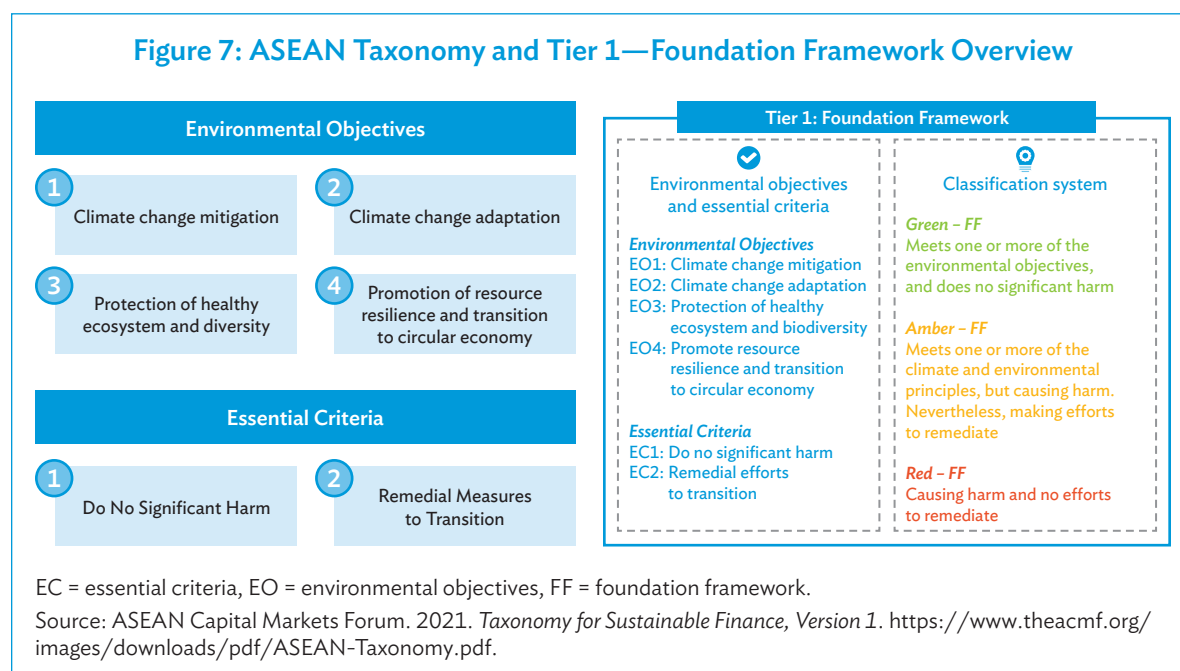 Figure 7: ASEAN Taxonomy and Tier 1—Foundation Framework Overview
Environmental Objectives
1
Climate change mitigation
2
Climate change adaptation
3
Protection of healthy
ecosystem and diversity
4
Promotion of resource
resilience and transition
to circular economy
Essential Criteria
1
Do No Significant Harm
2
Remedial Measures
to Transition
Tier 1: Foundation Framework
Environmental objectives
and essential criteria
Environmental Objectives
EO1: Climate change mitigation
EO2: Climate change adaptation
EO3: Protection of healthy
ecosystem and biodiversity
EO4: Promote resource
resilience and transition
to circular economy
Essential Criteria
EC1: Do no significant harm
EC2: Remedial efforts
to transition
Classification system
Green – FF
Meets one or more of the
environmental objectives,
and does no significant harm
Amber – FF
Meets one or more of the
climate and environmental
principles, but causing harm.
Nevertheless, making efforts
to remediate
Red – FF
Causing harm and no efforts
to remediate
EC = essential criteria, EO = environmental objectives, FF = foundation framework.
Source: ASEAN Capital Markets Forum. 2021. Taxonomy for Sustainable Finance, Version 1. https://www.theacmf.org/
images/downloads/pdf/ASEAN-Taxonomy.pdf.